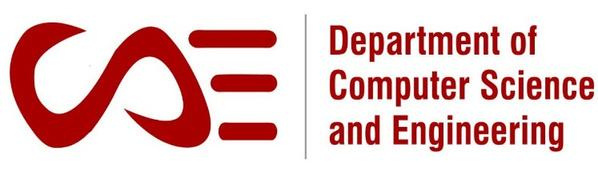 CSE
Department of
Computer Science
and Engineering